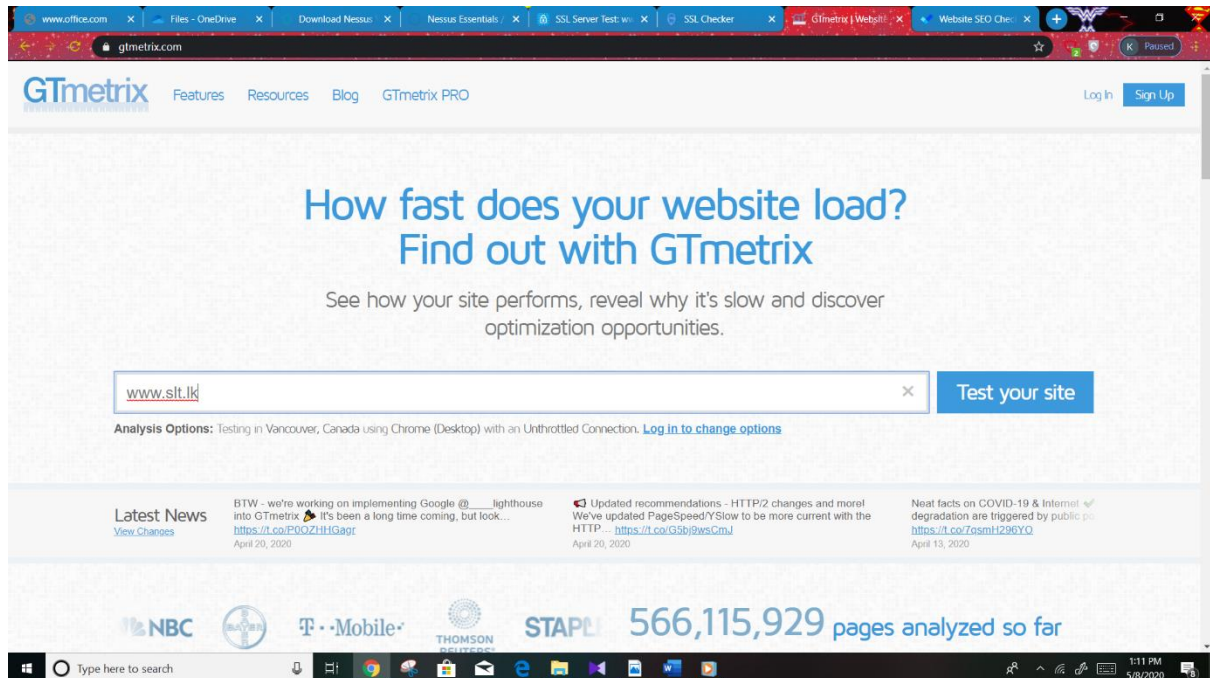 www.office.com
Files - OneDrive
Download Nessus
Nessus Essentials /
SSL Server Test: ww
SSL Checker
GTmetrix | Website
Website SEO Chec
gtmetrix.com
2
K Paused
GTmetrix Features Resources Blog GTmetrix PRO
Log In Sign Up
How fast does your website load?
Find out with GTmetrix
See how your site performs, reveal why it's slow and discover
optimization opportunities.
www.slt.lk
Test your site
Analysis Options: Testing in Vancouver, Canada using Chrome (Desktop) with an Unthrottled Connection. Log in to change options
Latest News
View Changes
BTW - we're working on implementing Google @____lighthouse
into GTmetrix 🎉 It's been a long time coming, but look…
https://t.co/P0OZHHGagr
April 20, 2020
📢 Updated recommendations - HTTP/2 changes and more!
We've updated PageSpeed/YSlow to be more current with the
HTTP… https://t.co/G5bj9wsCmJ
April 20, 2020
Neat facts on COVID-19 & Internet
degradation are triggered by public po
https://t.co/7qsmH296YO
April 13, 2020
NBC
BAYER
T··Mobile·
THOMSON
REUTERS
STAPL
566,115,929 pages analyzed so far
Type here to search
1:11 PM
5/8/2020
8